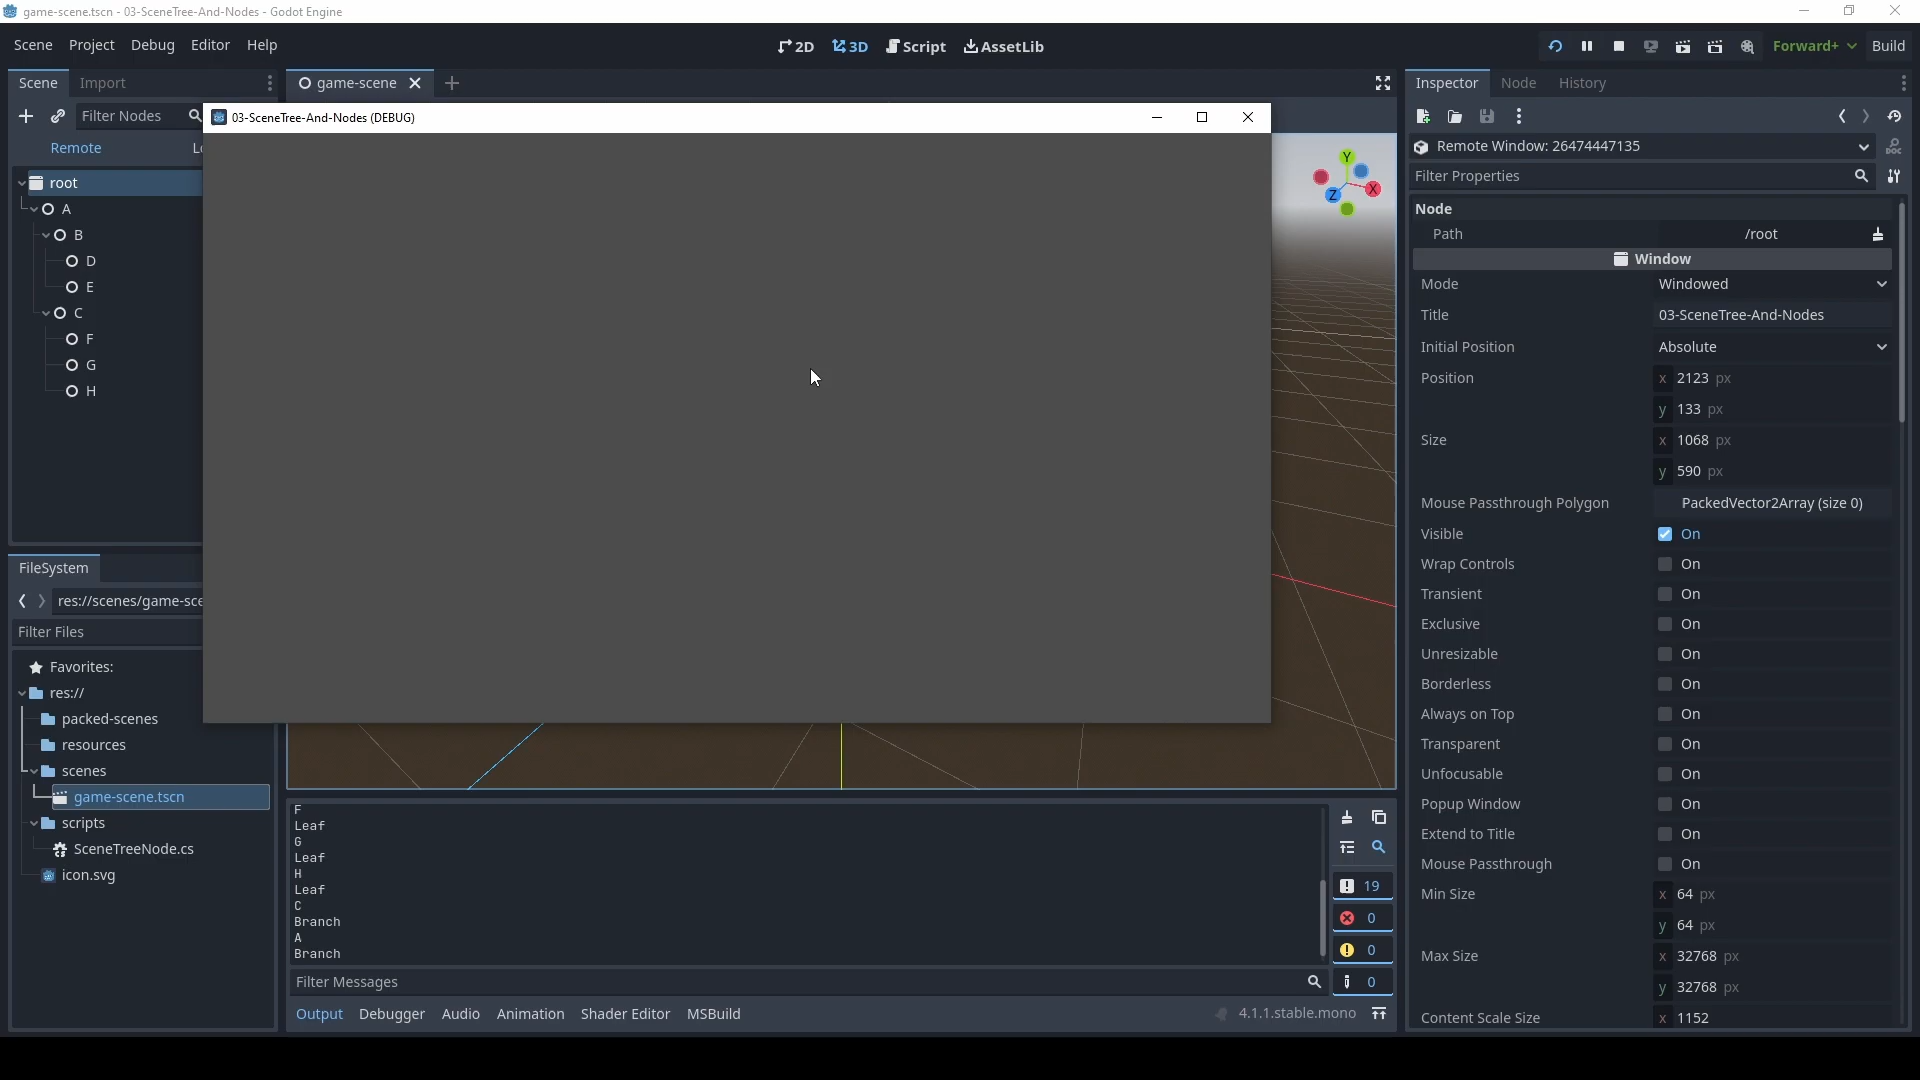 game-scene.tscn - 03-SceneTree-And-Nodes - Godot Engine
Scene Project Debug Editor Help
2D 3D Script AssetLib
Forward+ Build
Scene Import
game-scene
Filter Nodes
Remote
root
A
B
D
E
C
F
G
H
03-SceneTree-And-Nodes (DEBUG)
X
Y
Z
FileSystem
res://scenes/game-sce
Filter Files
Favorites:
res://
packed-scenes
resources
scenes
game-scene.tscn
scripts
SceneTreeNode.cs
icon.svg
F
Leaf
G
Leaf
H
Leaf
C
Branch
A
Branch
Filter Messages
19
0
0
0
Output Debugger Audio Animation Shader Editor MSBuild
4.1.1.stable.mono
Inspector Node History
Remote Window: 26474447135
DOC
Filter Properties
Node
Path /root
Window
Mode Windowed
Title 03-SceneTree-And-Nodes
Initial Position Absolute
Position x 2123 px
y 133 px
Size x 1068 px
y 590 px
Mouse Passthrough Polygon PackedVector2Array (size 0)
Visible On
Wrap Controls On
Transient On
Exclusive On
Unresizable On
Borderless On
Always on Top On
Transparent On
Unfocusable On
Popup Window On
Extend to Title On
Mouse Passthrough On
Min Size x 64 px
y 64 px
Max Size x 32768 px
y 32768 px
Content Scale Size x 1152